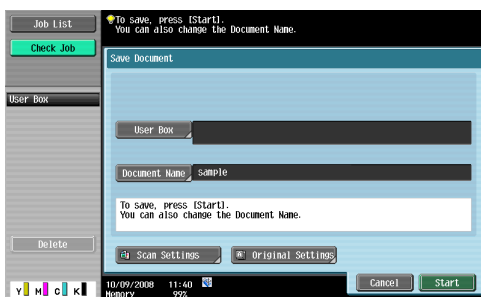 Job List
To save, press [Start].
You can also change the Document Name.
Check Job
Save Document
User Box
User Box
Document Name
sample
To save, press [Start].
You can also change the Document Name.
Delete
Scan Settings
Original Settings
Cancel
Start
10/09/2008 11:40
Memory 99%
Y M C K